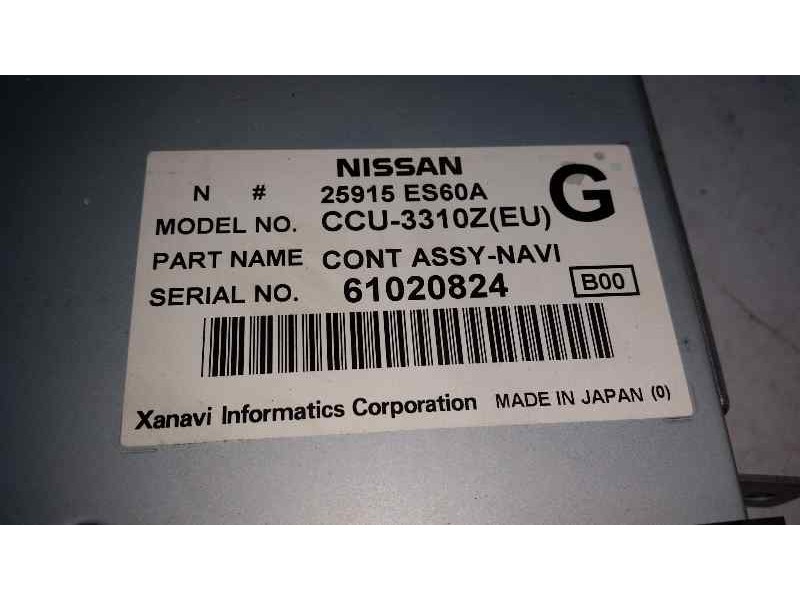 NISSAN
N # 25915 ES60A G
MODEL NO. CCU-3310Z(EU)
PART NAME CONT ASSY-NAVI
SERIAL NO. 61020824 B00
Xanavi Informatics Corporation MADE IN JAPAN (0)